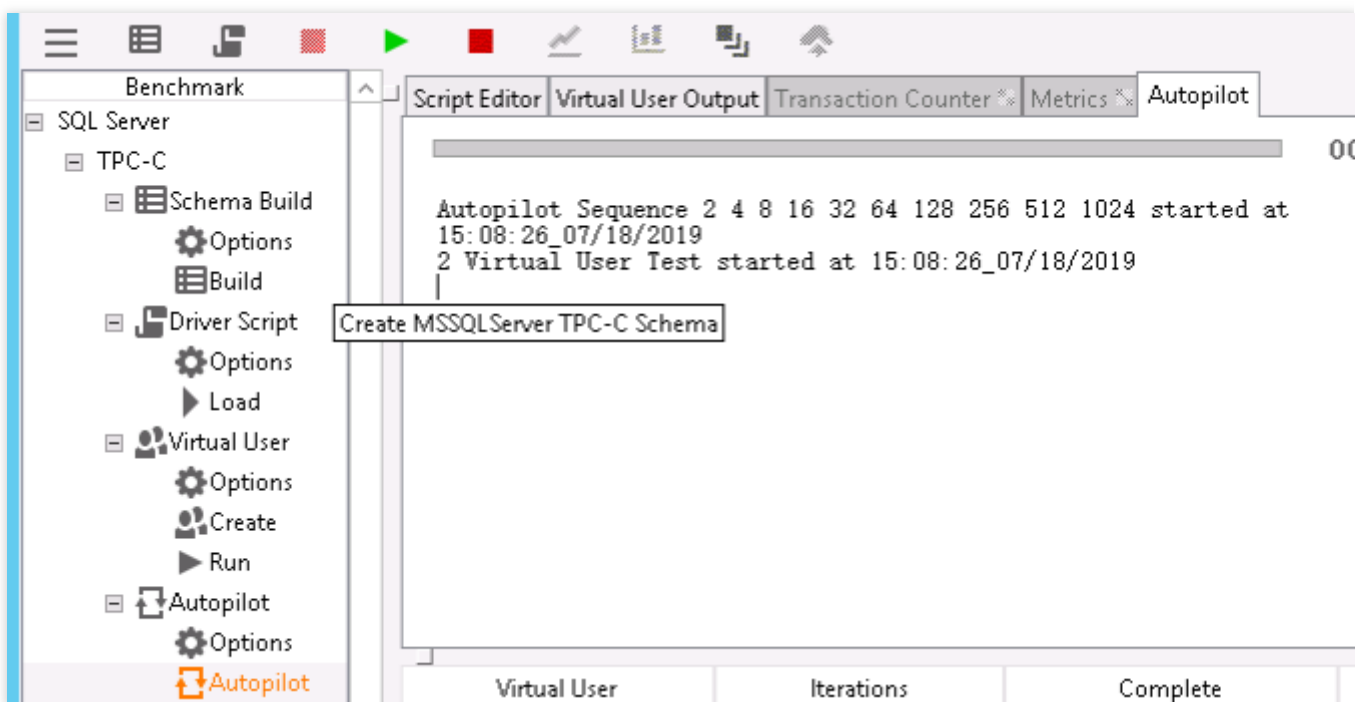 Benchmark
SQL Server
TPC-C
Schema Build
Options
Build
Driver Script
Options
Load
Virtual User
Options
Create
Run
Autopilot
Options
Autopilot
Script Editor Virtual User Output Transaction Counter Metrics Autopilot
Autopilot Sequence 2 4 8 16 32 64 128 256 512 1024 started at
15:08:26_07/18/2019
2 Virtual User Test started at 15:08:26_07/18/2019
Create MSSQLServer TPC-C Schema
Virtual User Iterations Complete